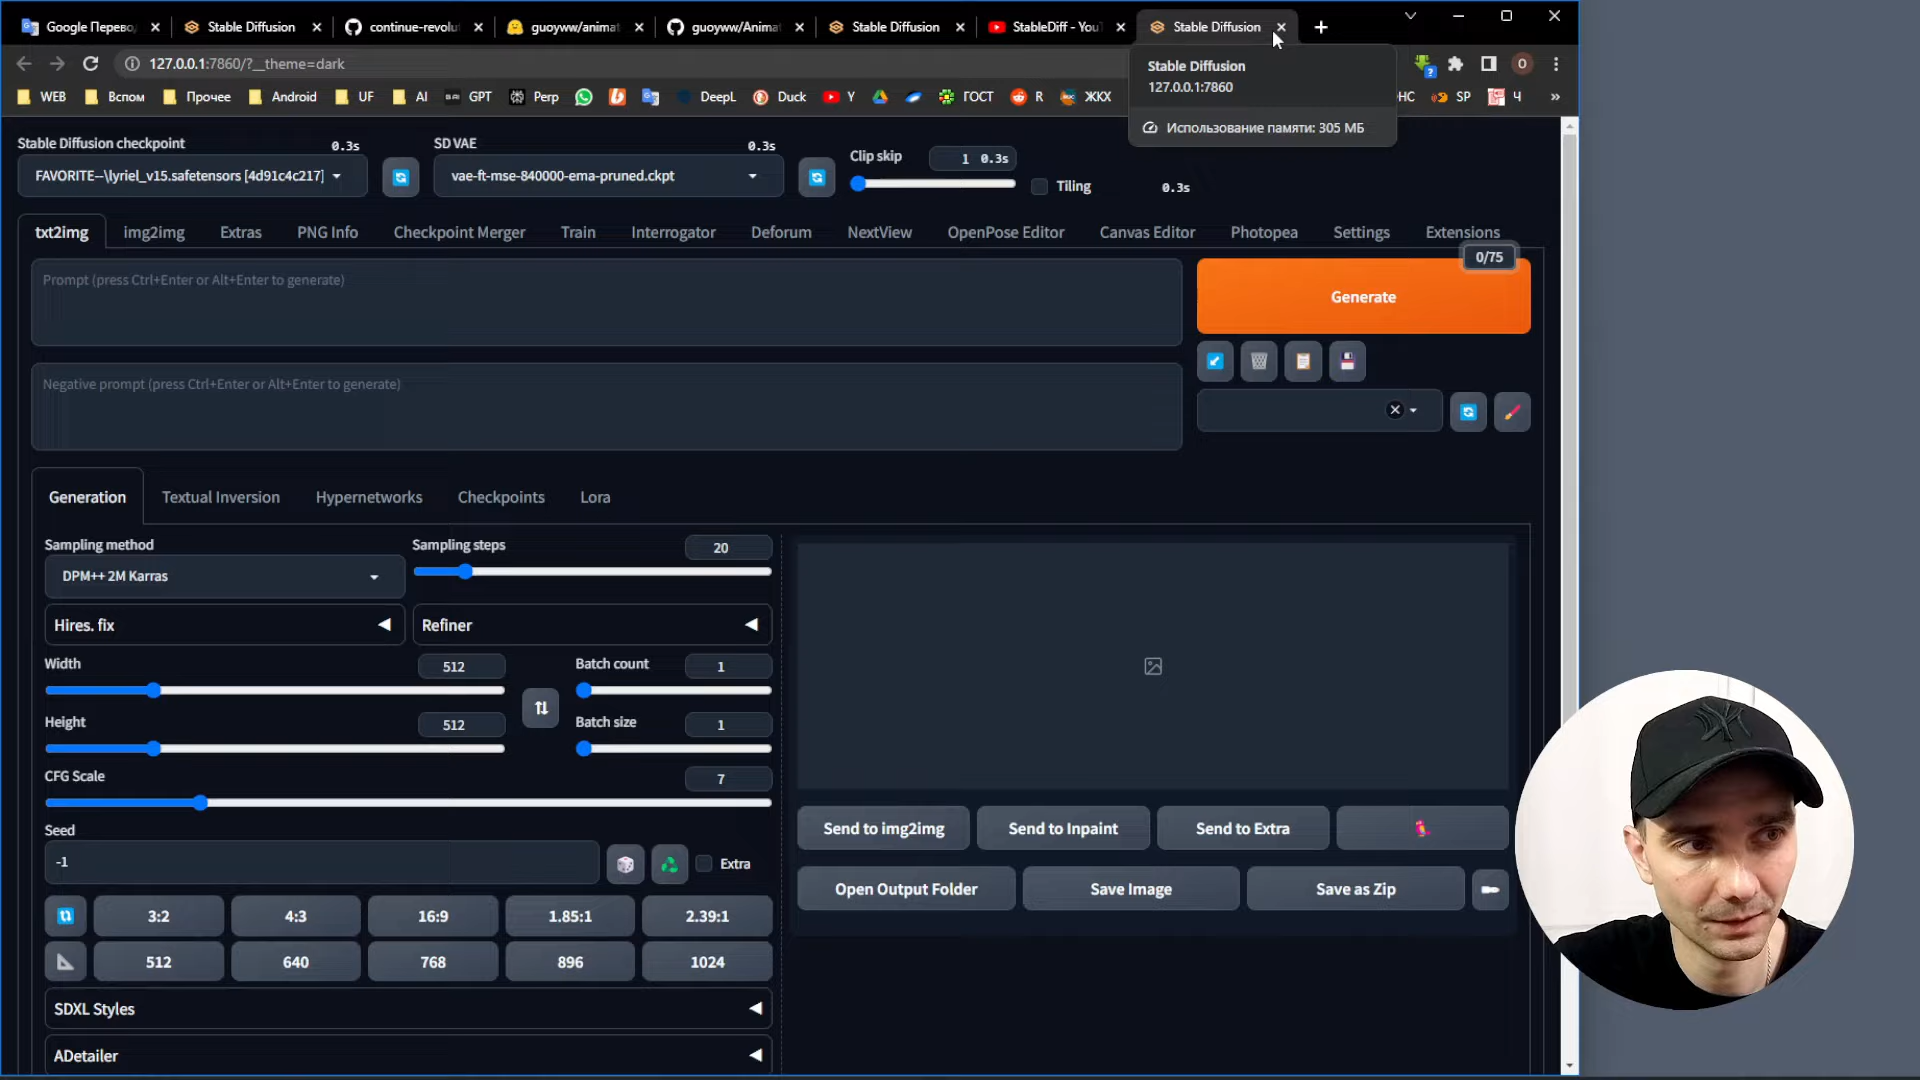 Google Перево
Stable Diffusion
continue-revolu
guoyww/animat
guoyww/Animat
Stable Diffusion
StableDiff - You
Stable Diffusion
127.0.0.1:7860/?__theme=dark
Stable Diffusion
127.0.0.1:7860
Использование памяти: 305 МБ
WEB
Вспом
Прочее
Android
UF
AI
GPT
Perp
DeepL
Duck
Y
ГОСТ
R
ЖКХ
НС
SP
Ч
»
Stable Diffusion checkpoint
0.3s
SD VAE
0.3s
Clip skip
1 0.3s
FAVORITE--\lyriel_v15.safetensors [4d91c4c217]
vae-ft-mse-840000-ema-pruned.ckpt
Tiling
0.3s
txt2img
img2img
Extras
PNG Info
Checkpoint Merger
Train
Interrogator
Deforum
NextView
OpenPose Editor
Canvas Editor
Photopea
Settings
Extensions
0/75
Prompt (press Ctrl+Enter or Alt+Enter to generate)
Generate
Negative prompt (press Ctrl+Enter or Alt+Enter to generate)
Generation
Textual Inversion
Hypernetworks
Checkpoints
Lora
Sampling method
DPM++ 2M Karras
Sampling steps
20
Hires. fix
Refiner
Width
512
Batch count
1
Height
512
Batch size
1
CFG Scale
7
Seed
-1
Extra
Send to img2img
Send to Inpaint
Send to Extra
Open Output Folder
Save Image
Save as Zip
3:2
4:3
16:9
1.85:1
2.39:1
512
640
768
896
1024
SDXL Styles
ADetailer